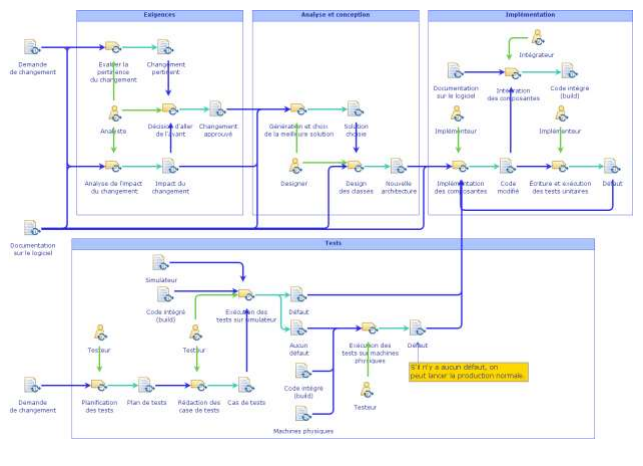 Exigences
Analyse et conception
Implémentation
Intégrateur
Demande
de changement
Evaluer la
pertinense
du changement
Changement
pertinent
Documentation
sur le logiciel
Intégration
des composantes
Code intégré
(build)
Analyste
Décision d'aller
de l'avant
Changement
approuvé
Génération et choix
de la meilleure solution
Solution
choisie
Implémenteur
Implémenteur
Analyse de l'impact
du changement
Impact du
changement
Designer
Design
des classes
Nouvelle
architecture
Implémentation
des composantes
Code
modifié
Écriture et exécution
des tests unitaires
Défaut
Documentation
sur le logiciel
Tests
Simulateur
Code intégré
(build)
Exécution des
tests sur simulateur
Défaut
Testeur
Testeur
Aucun
défaut
Exécution des
tests sur machines
physiques
Défaut
S'il n'y a aucun défaut, on
peut lancer la production normale.
Code intégré
(build)
Testeur
Demande
de changement
Planification
des tests
Plan de tests
Rédaction des
case de tests
Cas de tests
Machines physiques